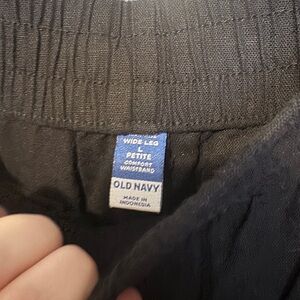 WIDE LEG
L
PETITE
COMFORT
WAISTBAND
OLD NAVY
MADE IN
INDONESIA